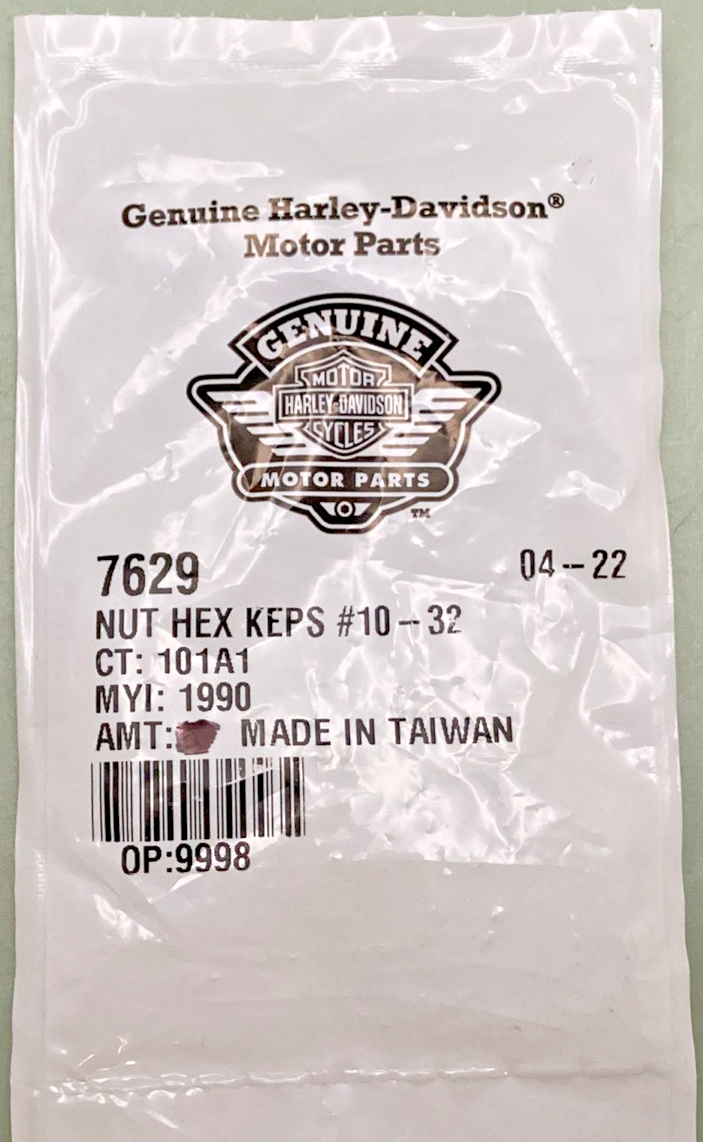 Genuine Harley-Davidson®
Motor Parts
GENUINE
MOTOR
HARLEY-DAVIDSON
CYCLES
MOTOR PARTS
TM
7629 04--22
NUT HEX KEPS #10-32
CT: 101A1
MYI: 1990
AMT: MADE IN TAIWAN
OP:9998